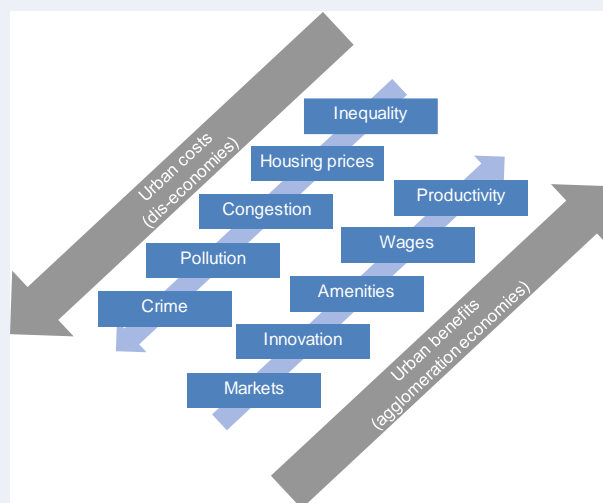 Urban costs
(dis-economies)
Inequality
Housing prices
Congestion
Pollution
Crime
Productivity
Wages
Amenities
Innovation
Markets
Urban benefits
(agglomeration economies)